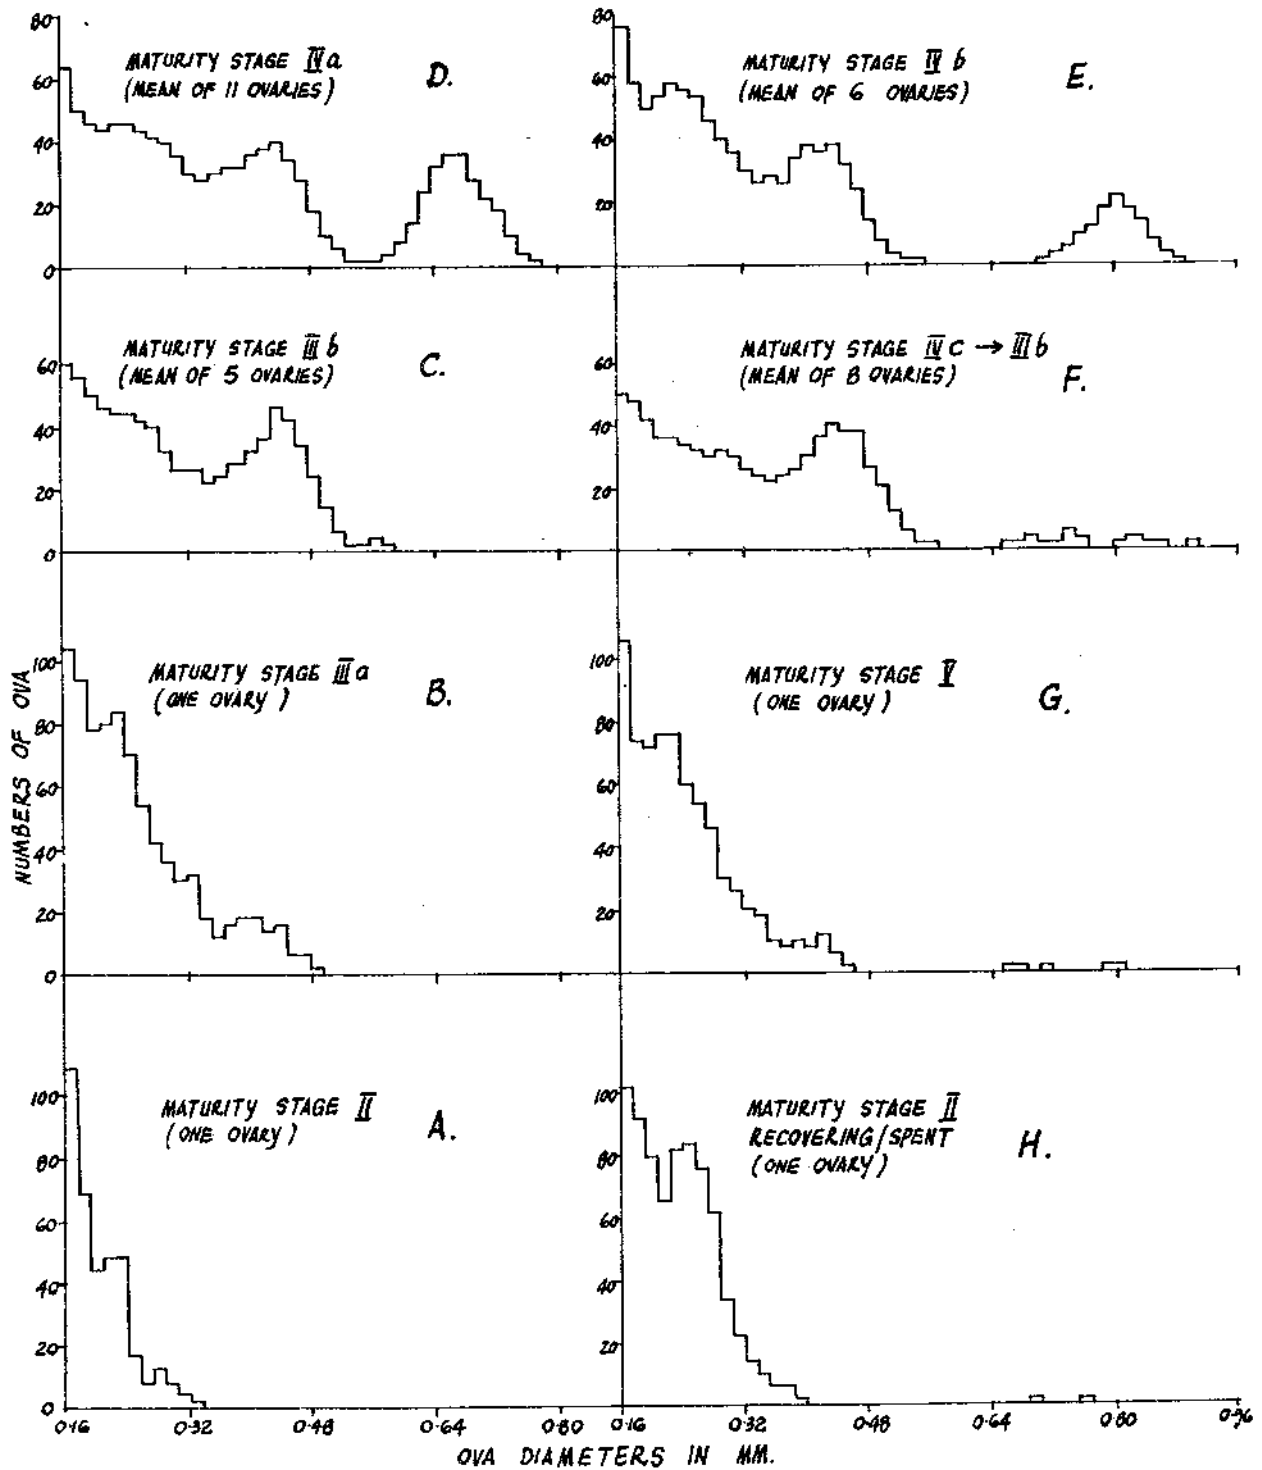 80
60
40
20
0
MATURITY STAGE IVa
(MEAN OF 11 OVARIES)
D.
80
60
40
20
MATURITY STAGE IV b
(MEAN OF 6 OVARIES)
E.
60
40
20
0
MATURITY STAGE III b
(MEAN OF 5 OVARIES)
C.
60
40
20
MATURITY STAGE IV c → III b
(MEAN OF 8 OVARIES)
F.
NUMBERS OF OVA
100
80
60
40
20
0
MATURITY STAGE III a
(ONE OVARY)
B.
100
80
60
40
20
MATURITY STAGE V
(ONE OVARY)
G.
100
80
60
40
20
0
MATURITY STAGE II
(ONE OVARY)
A.
100
80
60
40
20
MATURITY STAGE II
RECOVERING/SPENT
(ONE OVARY)
H.
0·16 0·32 0·48 0·64 0·80 0·16 0·32 0·48 0·64 0·80 0·96
OVA DIAMETERS IN MM.